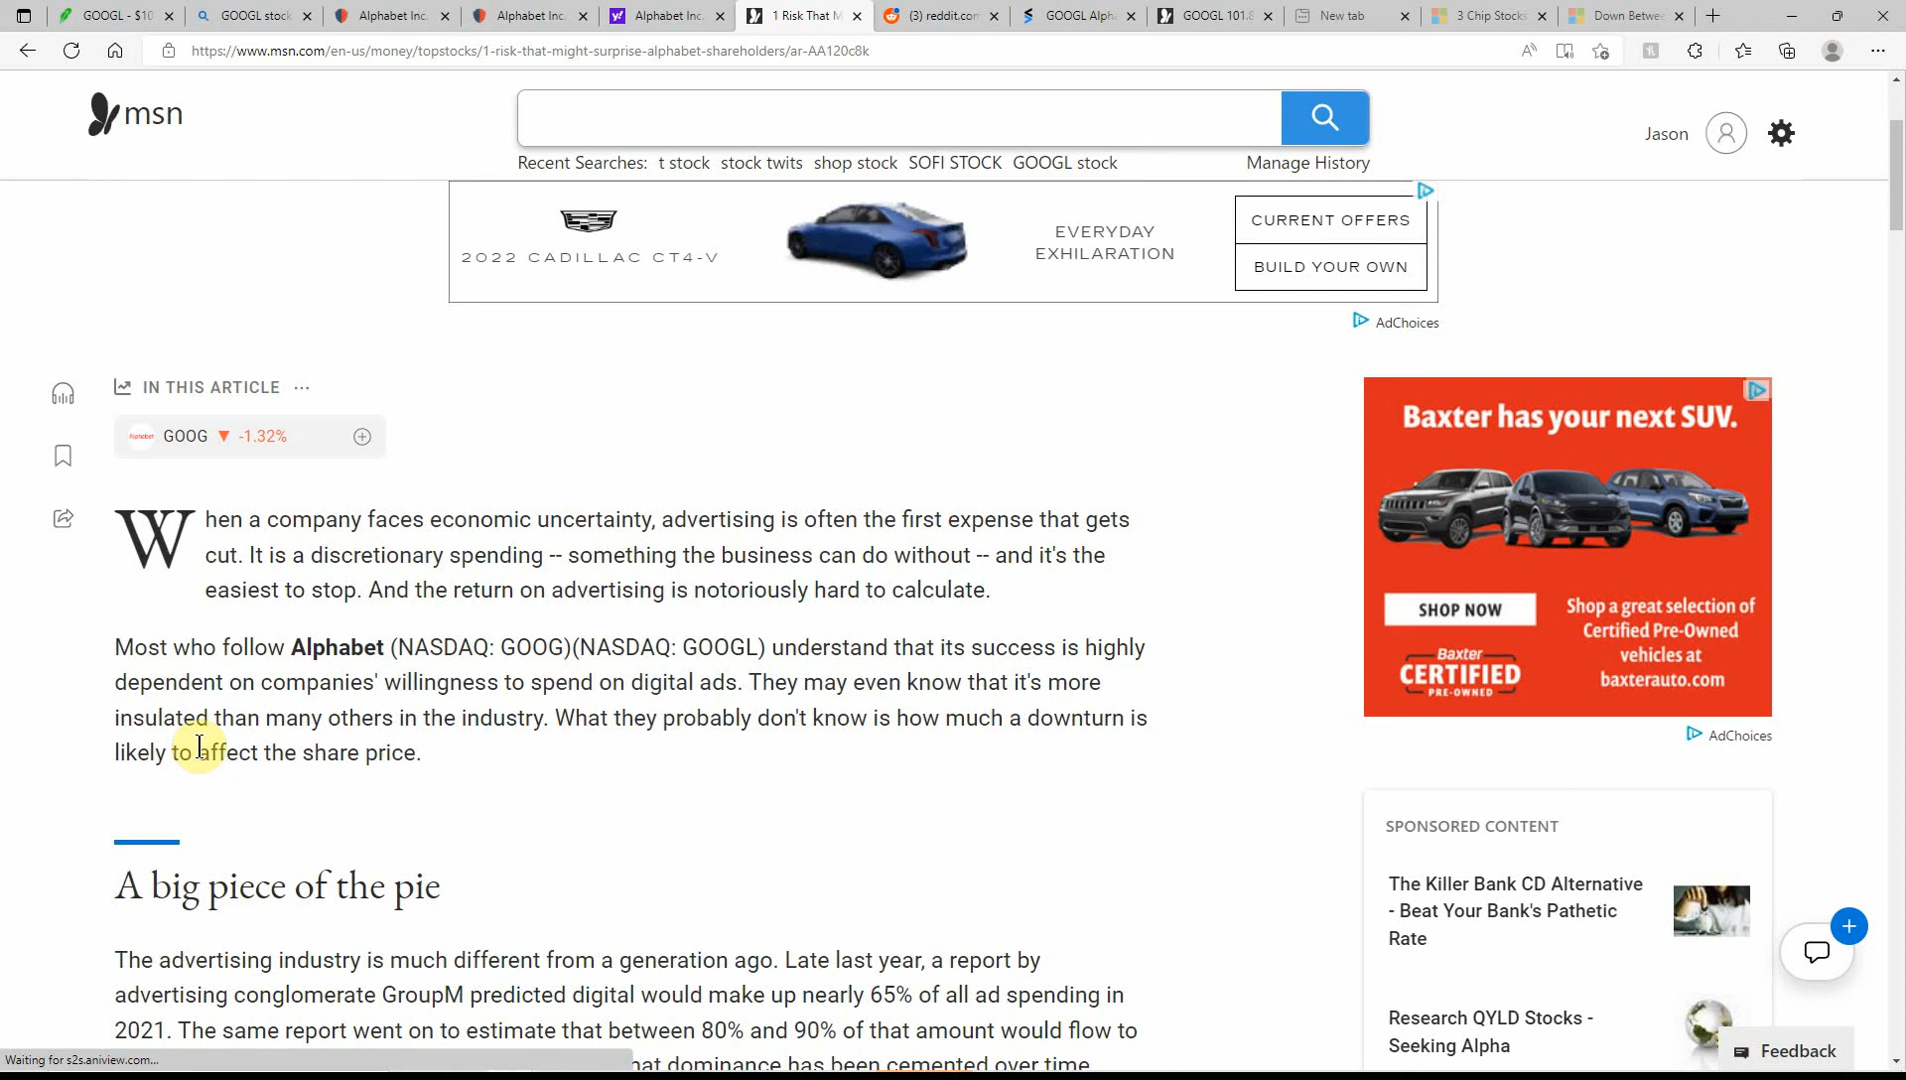 GOOGL - $10
GOOGL stock
Alphabet Inc.
Alphabet Inc.
Alphabet Inc.
1 Risk That M
(3) reddit.com
GOOGL Alpha
GOOGL 101.8
New tab
3 Chip Stocks
Down Betwee
https://www.msn.com/en-us/money/topstocks/1-risk-that-might-surprise-alphabet-shareholders/ar-AA120c8k
msn
Jason
Recent Searches: t stock stock twits shop stock SOFI STOCK GOOGL stock Manage History
2022 CADILLAC CT4-V
EVERYDAY
EXHILARATION
CURRENT OFFERS
BUILD YOUR OWN
AdChoices
IN THIS ARTICLE ...
Alphabet GOOG ▼ -1.32%
When a company faces economic uncertainty, advertising is often the first expense that gets
cut. It is a discretionary spending -- something the business can do without -- and it's the
easiest to stop. And the return on advertising is notoriously hard to calculate.
Most who follow Alphabet (NASDAQ: GOOG)(NASDAQ: GOOGL) understand that its success is highly
dependent on companies' willingness to spend on digital ads. They may even know that it's more
insulated than many others in the industry. What they probably don't know is how much a downturn is
likely to affect the share price.
A big piece of the pie
The advertising industry is much different from a generation ago. Late last year, a report by
advertising conglomerate GroupM predicted digital would make up nearly 65% of all ad spending in
2021. The same report went on to estimate that between 80% and 90% of that amount would flow to
hat dominance has been cemented over time
Baxter has your next SUV.
SHOP NOW
Baxter
CERTIFIED
PRE-OWNED
Shop a great selection of
Certified Pre-Owned
vehicles at
baxterauto.com
AdChoices
SPONSORED CONTENT
The Killer Bank CD Alternative
- Beat Your Bank's Pathetic
Rate
Research QYLD Stocks -
Seeking Alpha
Feedback
Waiting for s2s.aniview.com...